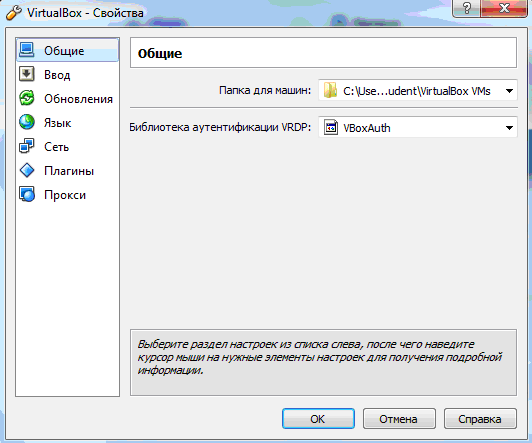 VirtualBox - Свойства
Общие
Ввод
Обновления
Язык
Сеть
Плагины
Прокси
Общие
Папка для машин: C:\Use...udent\VirtualBox VMs
Библиотека аутентификации VRDP: VBoxAuth
Выберите раздел настроек из списка слева, после чего наведите
курсор мыши на нужные элементы настроек для получения подробной
информации.
OK Отмена Справка